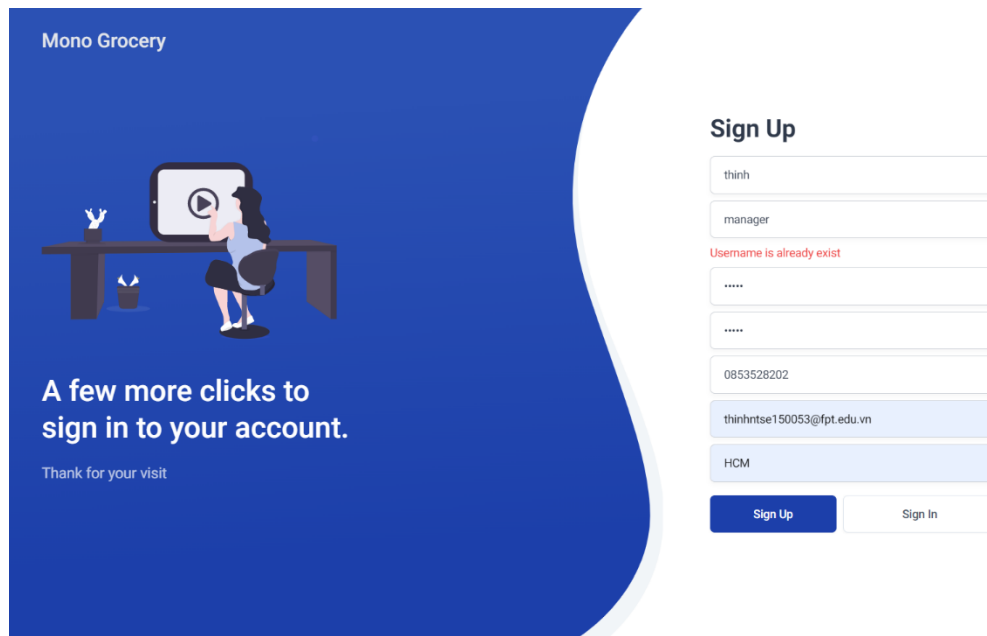 Mono Grocery
A few more clicks to
sign in to your account.
Thank for your visit
Sign Up
thinh
manager
Username is already exist
•••••
•••••
0853528202
thinhntse150053@fpt.edu.vn
HCM
Sign Up
Sign In